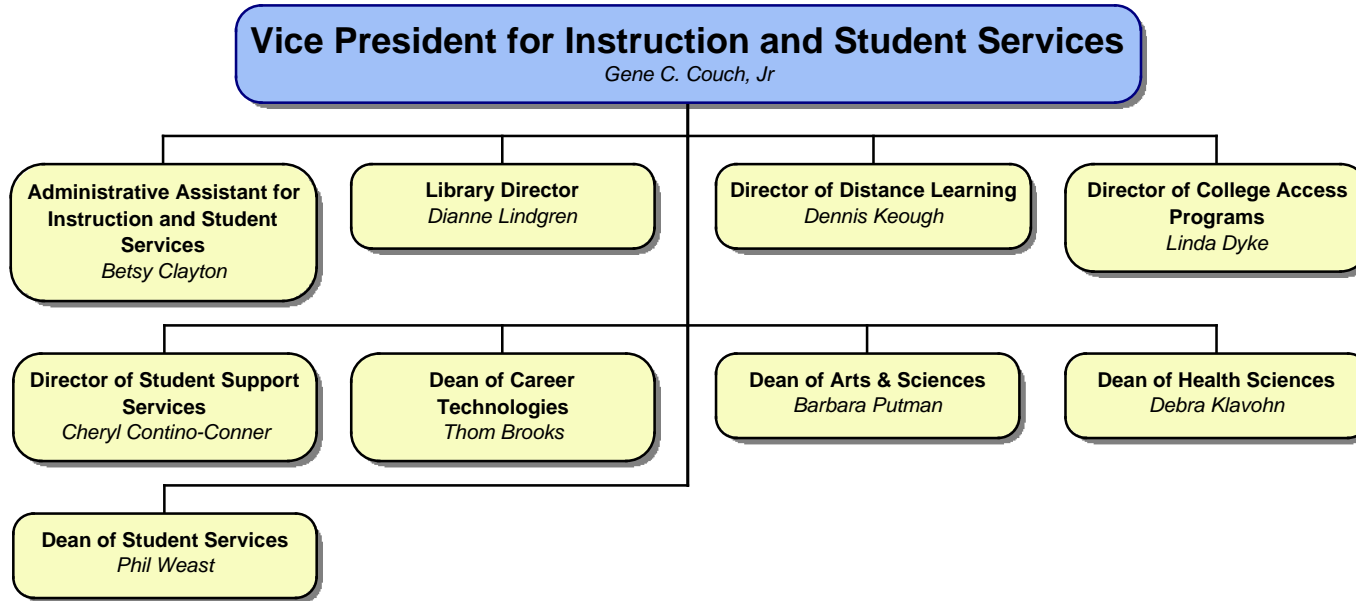 Vice President for Instruction and Student Services
Gene C. Couch, Jr
Administrative Assistant for
Instruction and Student
Services
Betsy Clayton
Library Director
Dianne Lindgren
Director of Distance Learning
Dennis Keough
Director of College Access
Programs
Linda Dyke
Director of Student Support
Services
Cheryl Contino-Conner
Dean of Career
Technologies
Thom Brooks
Dean of Arts & Sciences
Barbara Putman
Dean of Health Sciences
Debra Klavohn
Dean of Student Services
Phil Weast